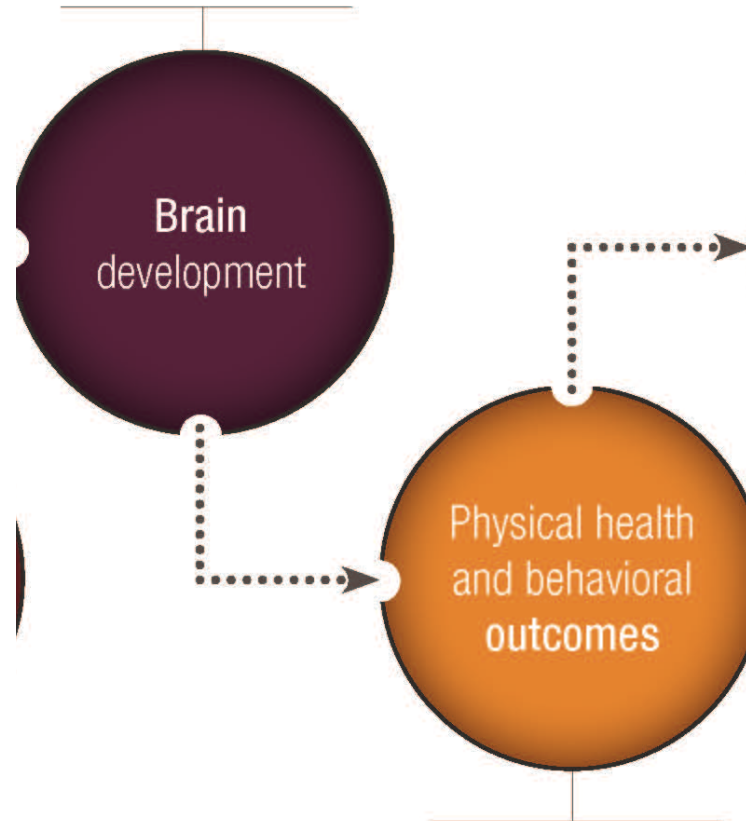 Brain
development
Physical health
and behavioral
outcomes